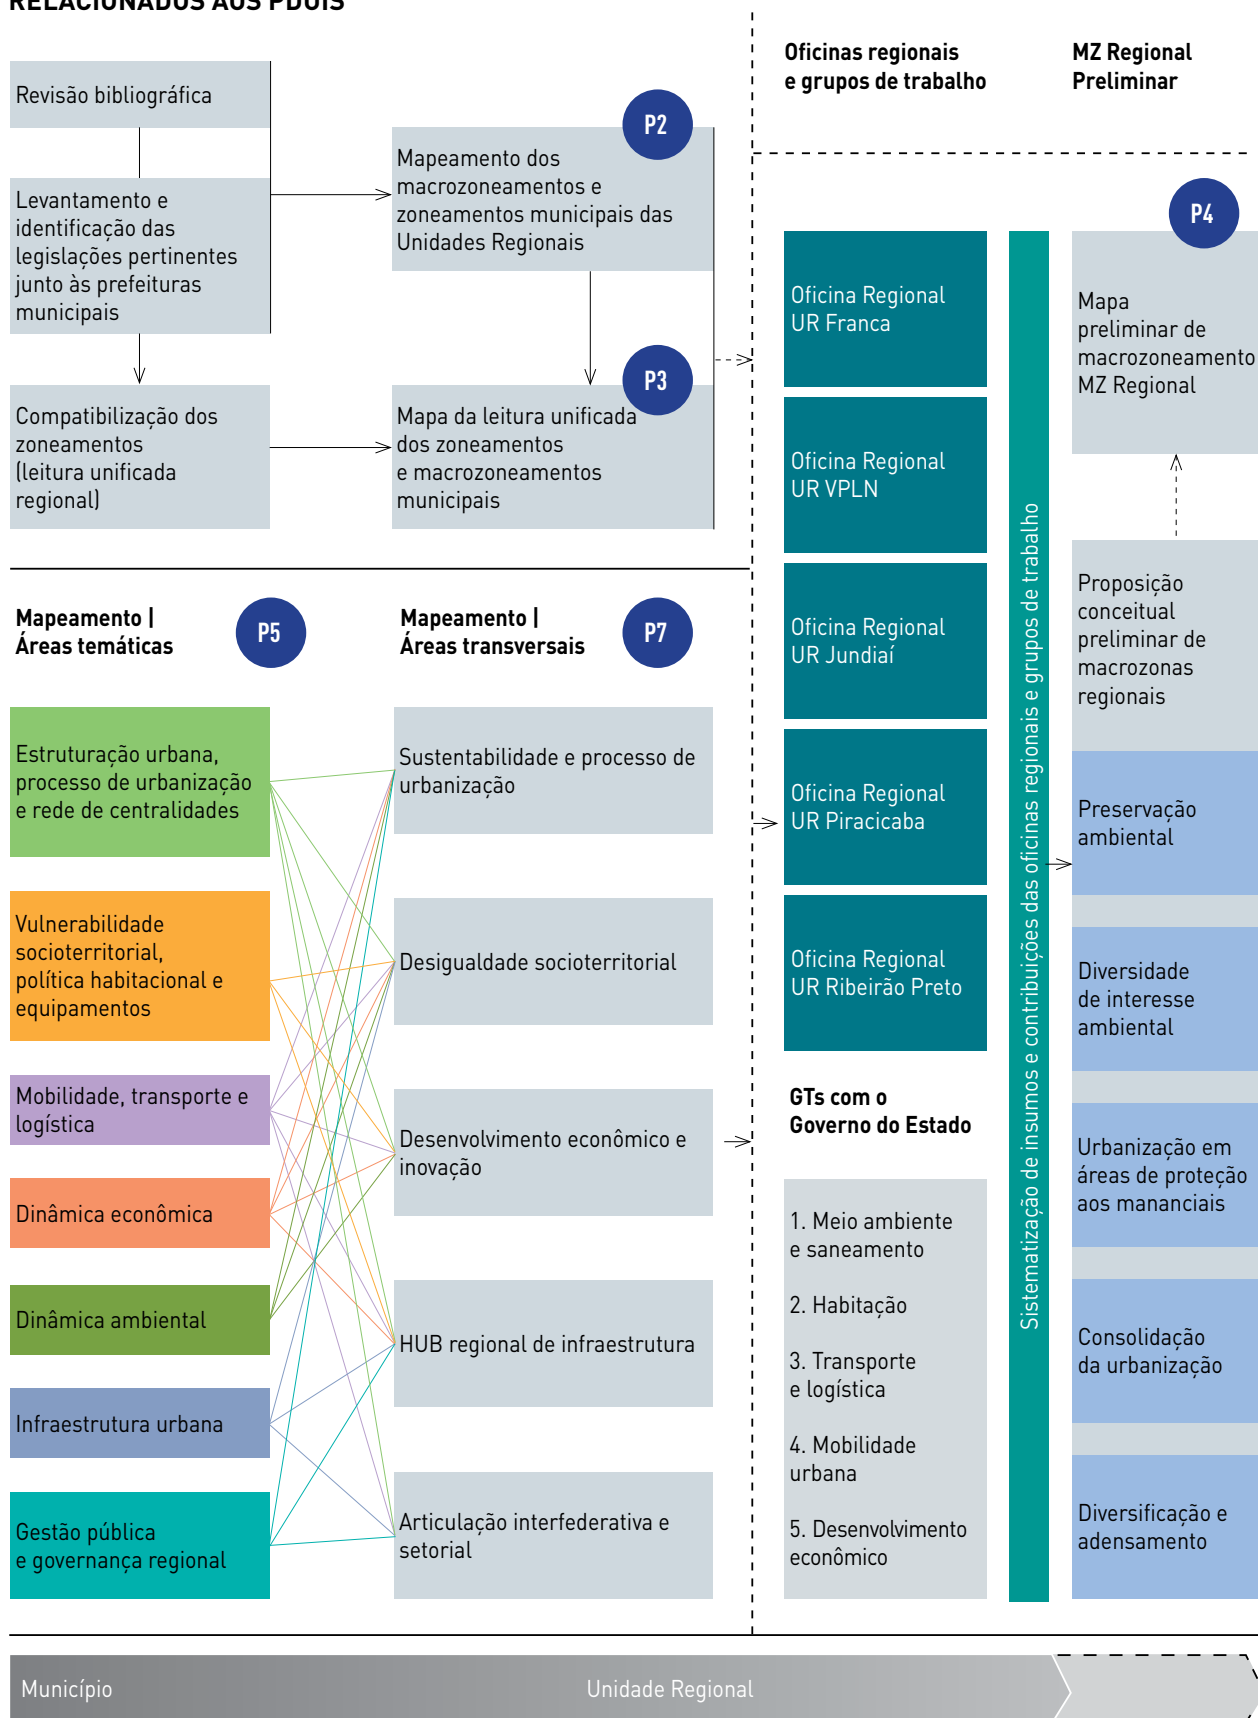 RELACIONADOS AOS PDUIS
Revisão bibliográfica
Levantamento e
identificação das
legislações pertinentes
junto às prefeituras
municipais
Compatibilização dos
zoneamentos
(leitura unificada
regional)
P2
Mapeamento dos
macrozoneamentos e
zoneamentos municipais das
Unidades Regionais
P3
Mapa da leitura unificada
dos zoneamentos
e macrozoneamentos
municipais
Mapeamento |
Áreas temáticas
P5
Estruturação urbana,
processo de urbanização
e rede de centralidades
Vulnerabilidade
socioterritorial,
política habitacional e
equipamentos
Mobilidade, transporte e
logística
Dinâmica econômica
Dinâmica ambiental
Infraestrutura urbana
Gestão pública
e governança regional
Mapeamento |
Áreas transversais
P7
Sustentabilidade e processo de
urbanização
Desigualdade socioterritorial
Desenvolvimento econômico e
inovação
HUB regional de infraestrutura
Articulação interfederativa e
setorial
Oficinas regionais
e grupos de trabalho
Oficina Regional
UR Franca
Oficina Regional
UR VPLN
Oficina Regional
UR Jundiaí
Oficina Regional
UR Piracicaba
Oficina Regional
UR Ribeirão Preto
GTs com o
Governo do Estado
1. Meio ambiente
e saneamento
2. Habitação
3. Transporte
e logística
4. Mobilidade
urbana
5. Desenvolvimento
econômico
Sistematização de insumos e contribuições das oficinas regionais e grupos de trabalho
MZ Regional
Preliminar
P4
Mapa
preliminar de
macrozoneamento
MZ Regional
Proposição
conceitual
preliminar de
macrozonas
regionais
Preservação
ambiental
Diversidade
de interesse
ambiental
Urbanização em
áreas de proteção
aos mananciais
Consolidação
da urbanização
Diversificação e
adensamento
Município
Unidade Regional